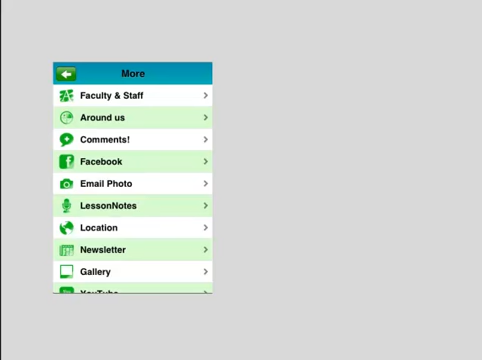 More
Faculty & Staff
Around us
Comments!
Facebook
Email Photo
LessonNotes
Location
Newsletter
Gallery
YouTube